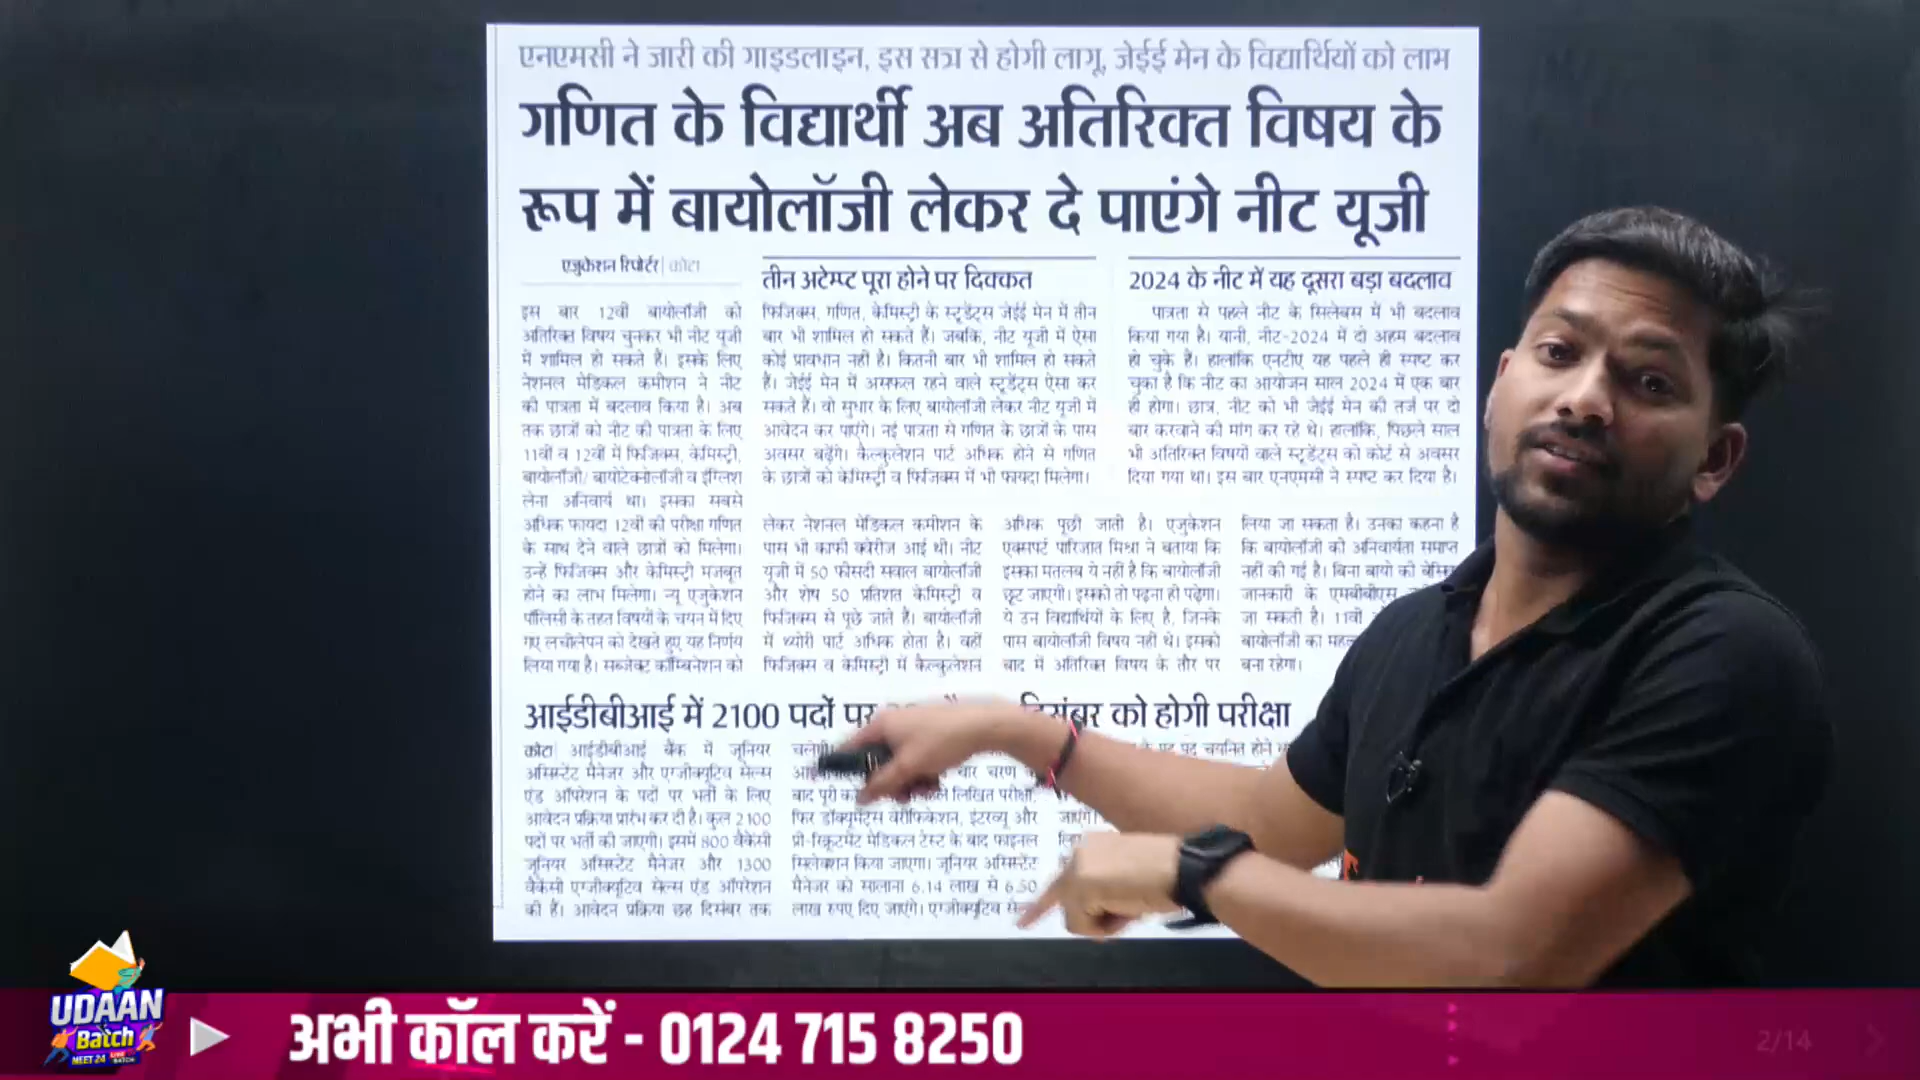 एनएमसी ने जारी की गाइडलाइन, इस सत्र से होगी लागू, जेईई मेन के विद्यार्थियों को लाभ
गणित के विद्यार्थी अब अतिरिक्त विषय के
रूप में बायोलॉजी लेकर दे पाएंगे नीट यूजी
एजुकेशन रिपोर्टर | कोटा
इस बार 12वीं बायोलॉजी को
अतिरिक्त विषय चुनकर भी नीट यूजी
में शामिल हो सकते हैं। इसके लिए
नेशनल मेडिकल कमीशन ने नीट
की पात्रता में बदलाव किया है। अब
तक छात्रों को नीट की पात्रता के लिए
11वीं व 12वीं में फिजिक्स, केमिस्ट्री,
बायोलॉजी/ बायोटेक्नोलॉजी व इंग्लिश
लेना अनिवार्य था। इसका सबसे
अधिक फायदा 12वीं की परीक्षा गणित
के साथ देने वाले छात्रों को मिलेगा।
उन्हें फिजिक्स और केमिस्ट्री मजबूत
होने का लाभ मिलेगा। न्यू एजुकेशन
पॉलिसी के तहत विषयों के चयन में दिए
गए लचीलेपन को देखते हुए यह निर्णय
लिया गया है। सब्जेक्ट कॉम्बिनेशन को
तीन अटेम्प्ट पूरा होने पर दिक्कत
फिजिक्स, गणित, केमिस्ट्री के स्टूडेंट्स जेईई मेन में तीन
बार भी शामिल हो सकते हैं। जबकि, नीट यूजी में ऐसा
कोई प्रावधान नहीं है। कितनी बार भी शामिल हो सकते
हैं। जेईई मेन में असफल रहने वाले स्टूडेंट्स ऐसा कर
सकते हैं। वो सुधार के लिए बायोलॉजी लेकर नीट यूजी में
आवेदन कर पाएंगे। नई पात्रता से गणित के छात्रों के पास
अवसर बढ़ेंगे। कैल्कुलेशन पार्ट अधिक होने से गणित
के छात्रों को केमिस्ट्री व फिजिक्स में भी फायदा मिलेगा।
2024 के नीट में यह दूसरा बड़ा बदलाव
पात्रता से पहले नीट के सिलेबस में भी बदलाव
किया गया है। यानी, नीट-2024 में दो अहम बदलाव
हो चुके हैं। हालांकि एनटीए यह पहले ही स्पष्ट कर
चुका है कि नीट का आयोजन साल 2024 में एक बार
ही होगा। छात्र, नीट को भी जेईई मेन की तर्ज पर दो
बार करवाने की मांग कर रहे थे। हालांकि, पिछले साल
भी अतिरिक्त विषयों वाले स्टूडेंट्स को कोर्ट से अवसर
दिया गया था। इस बार एनएमसी ने स्पष्ट कर दिया है।
लेकर नेशनल मेडिकल कमीशन के
पास भी काफी क्वेरीज आई थी। नीट
यूजी में 50 फीसदी सवाल बायोलॉजी
और शेष 50 प्रतिशत केमिस्ट्री व
फिजिक्स से पूछे जाते हैं। बायोलॉजी
में थ्योरी पार्ट अधिक होता है। वहीं
फिजिक्स व केमिस्ट्री में कैल्कुलेशन
अधिक पूछी जाती है। एजुकेशन
एक्सपर्ट पारिजात मिश्रा ने बताया कि
इसका मतलब ये नहीं है कि बायोलॉजी
छूट जाएगी। इसको तो पढ़ना ही पढ़ेगा।
ये उन विद्यार्थियों के लिए है, जिनके
पास बायोलॉजी विषय नहीं थे। इसको
बाद में अतिरिक्त विषय के तौर पर
लिया जा सकता है। उनका कहना है
कि बायोलॉजी की अनिवार्यता समाप्त
नहीं की गई है। बिना बायो की बेसिक
जानकारी के एमबीबीएस
जा सकती है। 11वीं
बायोलॉजी का
बना रहेगा।
आईडीबीआई में 2100 पदों पर दिसंबर को होगी परीक्षा
कोटा| आईडीबीआई बैंक में जूनियर
असिस्टेंट मैनेजर और एग्जीक्यूटिव सेल्स
एंड ऑपरेशन के पदों पर भर्ती के लिए
आवेदन प्रक्रिया प्रारंभ कर दी है। कुल 2100
पदों पर भर्ती की जाएगी। इसमें 800 वैकेंसी
जूनियर असिस्टेंट मैनेजर और 1300
वैकेंसी एग्जीक्यूटिव सेल्स एंड ऑपरेशन
की हैं। आवेदन प्रक्रिया छह दिसंबर तक
चलेगी।
चार चरण
बाद पूरी लिखित परीक्षा,
फिर डॉक्यूमेंट्स वेरीफिकेशन, इंटरव्यू और
प्री-रिक्रूटमेंट मेडिकल टेस्ट के बाद फाइनल
सिलेक्शन किया जाएगा। जूनियर असिस्टेंट
मैनेजर को सालाना 6.14 लाख से 6.50
लाख रुपए दिए जाएंगे। एग्जीक्यूटिव
पद पर चयनित होने
जाएंगे।
UDAAN
Batch
NEET 24
अभी कॉल करें - 0124 715 8250
2/14